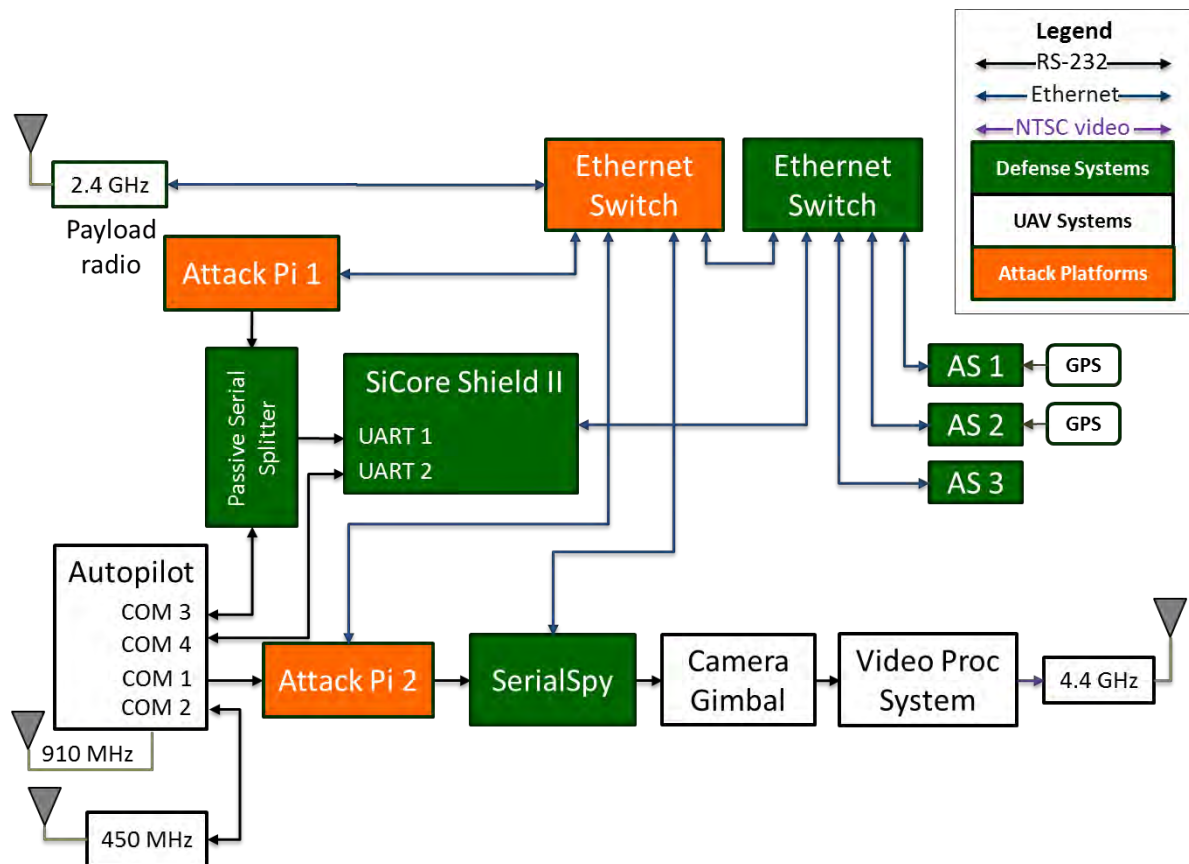 Legend
RS-232
Ethernet
NTSC video
Defense Systems
UAV Systems
Attack Platforms
2.4 GHz
Payload
radio
Ethernet
Switch
Ethernet
Switch
Attack Pi 1
Passive Serial
Splitter
SiCore Shield II
UART 1
UART 2
AS 1
GPS
AS 2
GPS
AS 3
Autopilot
COM 3
COM 4
COM 1
COM 2
Attack Pi 2
SerialSpy
Camera
Gimbal
Video Proc
System
4.4 GHz
910 MHz
450 MHz